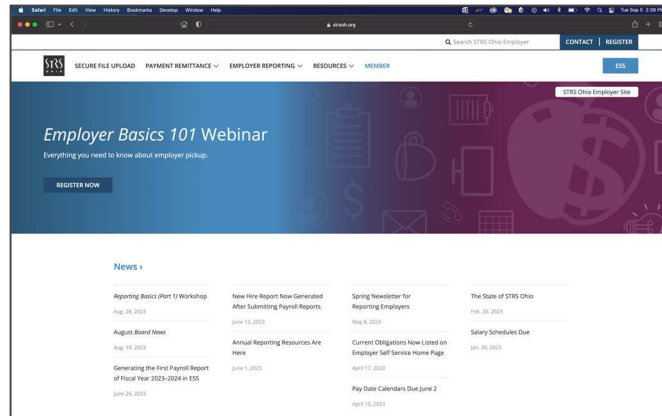 Safari File Edit View History Bookmarks Develop Window Help
Tue Sep 5 2:39 PM
strsoh.org
Search STRS Ohio Employer
CONTACT | REGISTER
STRS
OHIO
SECURE FILE UPLOAD PAYMENT REMITTANCE EMPLOYER REPORTING RESOURCES MEMBER
ESS
STRS Ohio Employer Site
Employer Basics 101 Webinar
Everything you need to know about employer pickup.
REGISTER NOW
News ›
Reporting Basics (Part 1) Workshop
Aug. 28, 2023
August Board News
Aug. 18, 2023
Generating the First Payroll Report
of Fiscal Year 2023–2024 in ESS
June 26, 2023
New Hire Report Now Generated
After Submitting Payroll Reports
June 12, 2023
Annual Reporting Resources Are
Here
June 1, 2023
Spring Newsletter for
Reporting Employers
May 8, 2023
Current Obligations Now Listed on
Employer Self Service Home Page
April 17, 2023
Pay Date Calendars Due June 2
The State of STRS Ohio
Feb. 20, 2023
Salary Schedules Due
Jan. 30, 2023